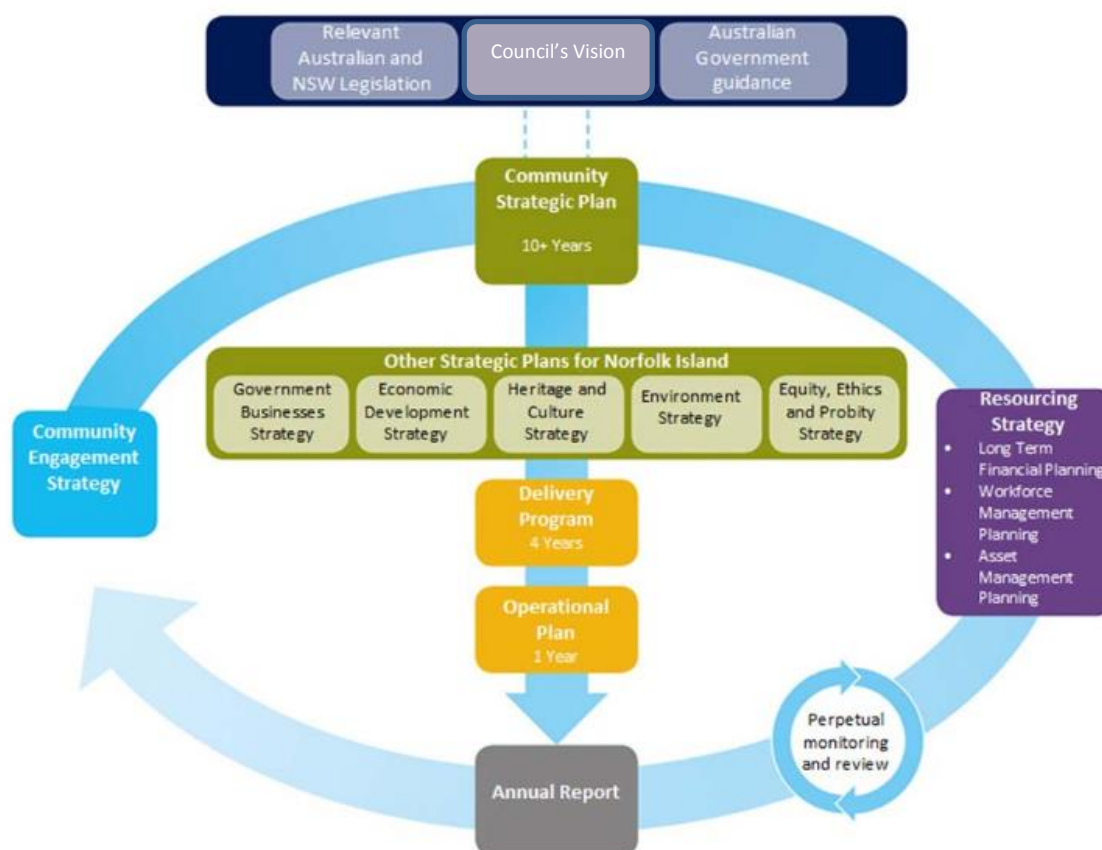 Relevant
Australian and
NSW Legislation
Council's Vision
Australian
Government
guidance
Community
Strategic Plan
10+ Years
Other Strategic Plans for Norfolk Island
Government
Businesses
Strategy
Economic
Development
Strategy
Heritage and
Culture
Strategy
Environment
Strategy
Equity, Ethics
and Probity
Strategy
Community
Engagement
Strategy
Resourcing
Strategy
• Long Term
Financial Planning
• Workforce
Management
Planning
• Asset
Management
Planning
Delivery
Program
4 Years
Operational
Plan
1 Year
Perpetual
monitoring
and review
Annual Report